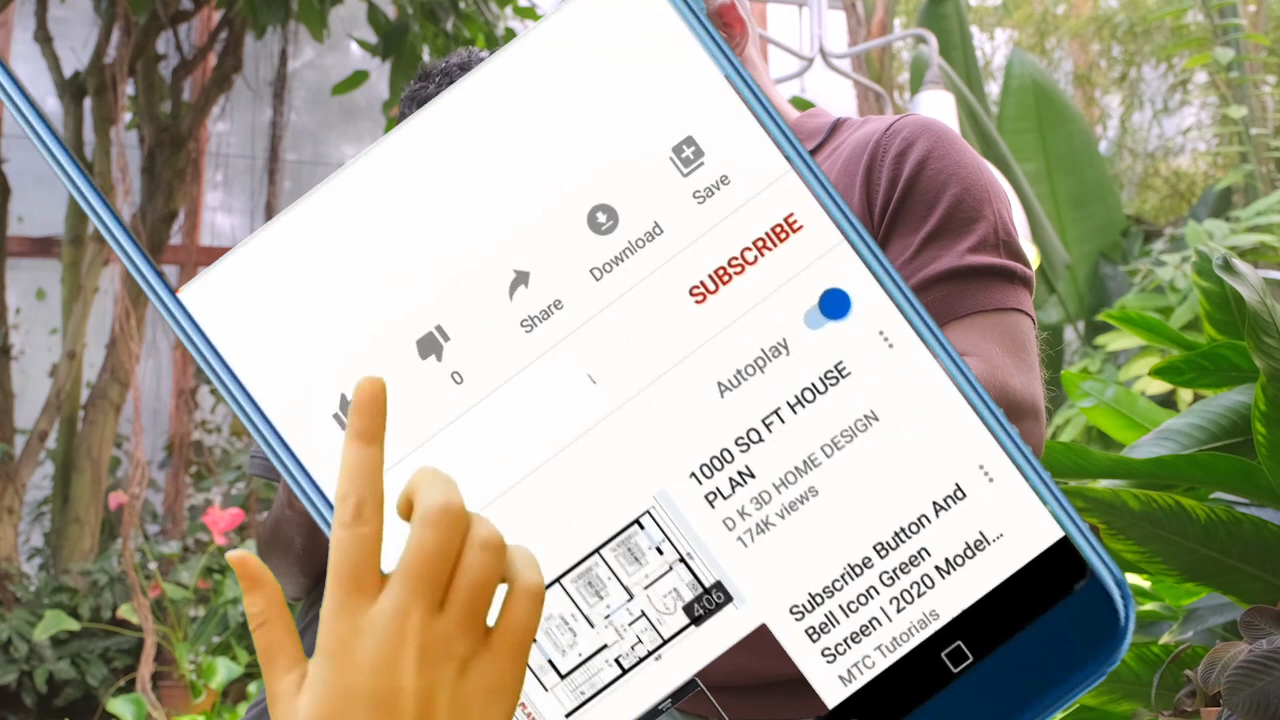 0
Share
Download
Save
SUBSCRIBE
Autoplay
1000 SQ FT HOUSE
PLAN
D K 3D HOME DESIGN
174K views
4:06
Subscribe Button And
Bell Icon Green
Screen | 2020 Model...
MTC Tutorials